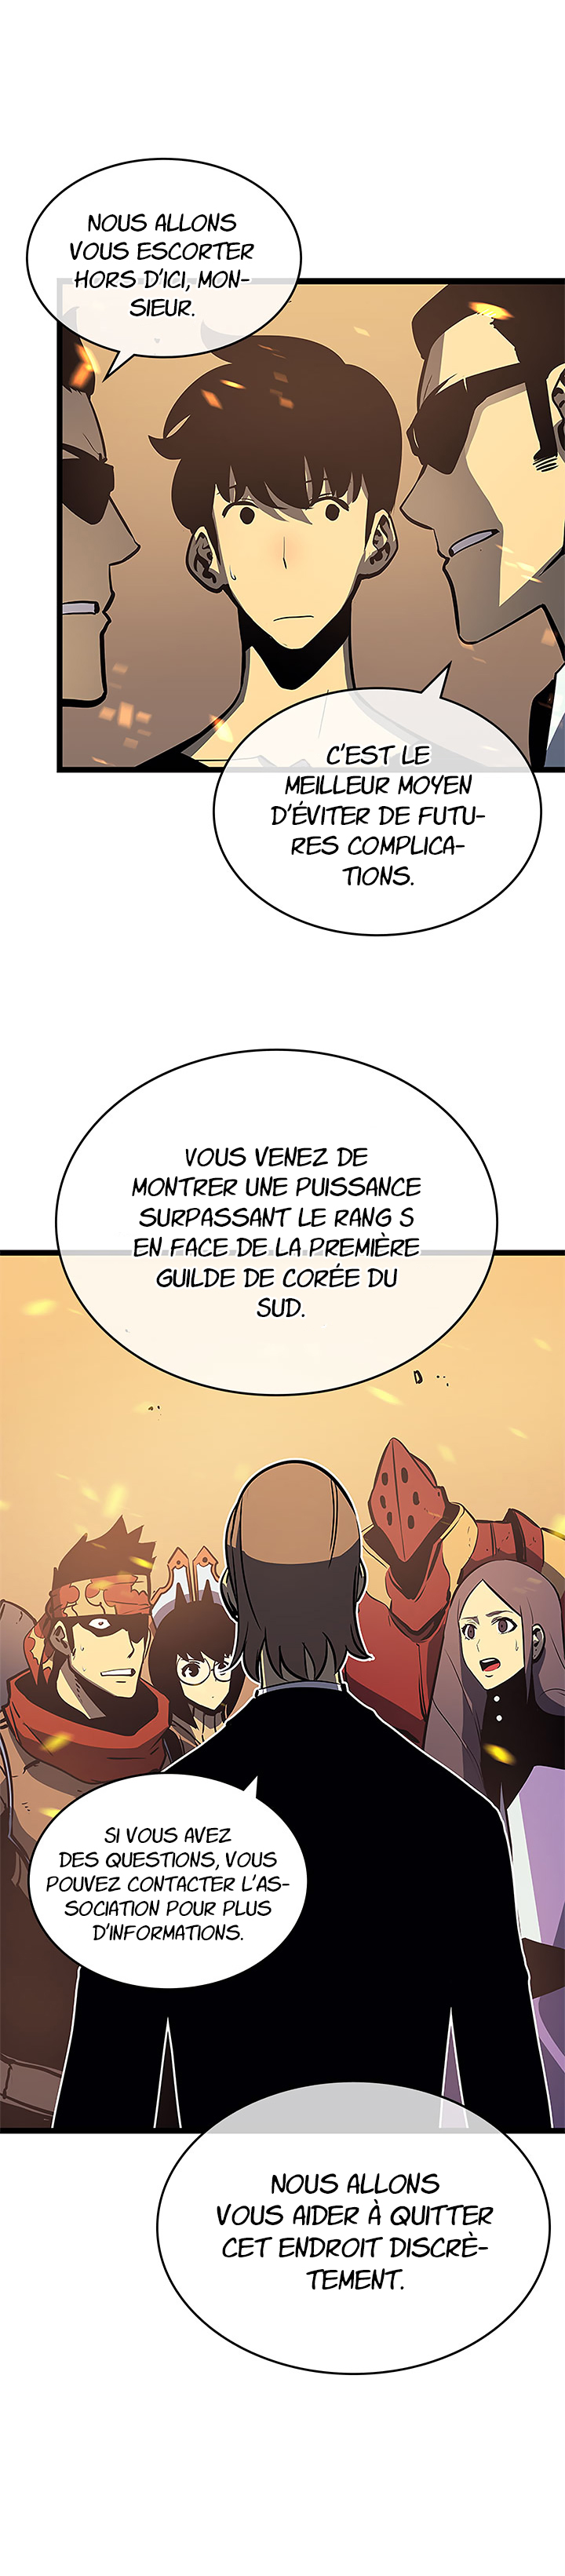 NOUS ALLONS
VOUS ESCORTER
HORS D'ICI, MON-
SIEUR.
C'EST LE
MEILLEUR MOYEN
D'ÉVITER DE FUTU-
RES COMPLICA-
TIONS.
VOUS VENEZ DE
MONTRER UNE PUISSANCE
SURPASSANT LE RANG S
EN FACE DE LA PREMIÈRE
GUILDE DE CORÉE DU
SUD.
SI VOUS AVEZ
DES QUESTIONS, VOUS
POUVEZ CONTACTER L'AS-
SOCIATION POUR PLUS
D'INFORMATIONS.
NOUS ALLONS
VOUS AIDER À QUITTER
CET ENDROIT DISCRÈ-
TEMENT.